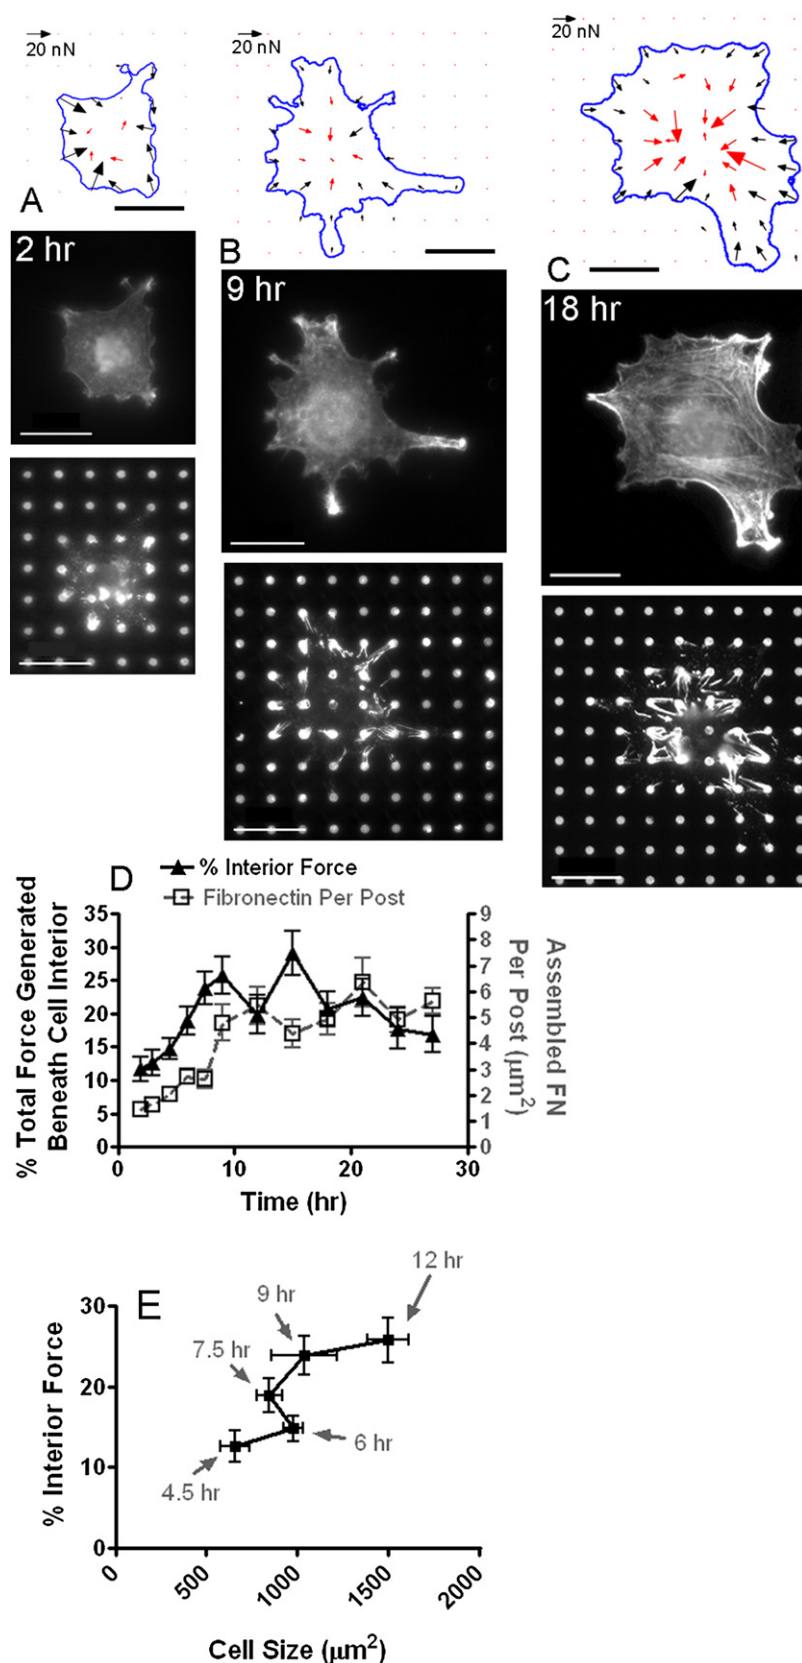 20 nN
20 nN
20 nN
A
B
C
2 hr
9 hr
18 hr
D
% Interior Force
Fibronectin Per Post
% Total Force Generated
Beneath Cell Interior
35
30
25
20
15
10
5
0
9
8
7
6
5
4
3
2
1
0
Assembled FN
Per Post (μm²)
0
10
20
30
Time (hr)
E
12 hr
9 hr
7.5 hr
6 hr
4.5 hr
% Interior Force
30
20
10
0
0
500
1000
1500
2000
Cell Size (μm²)